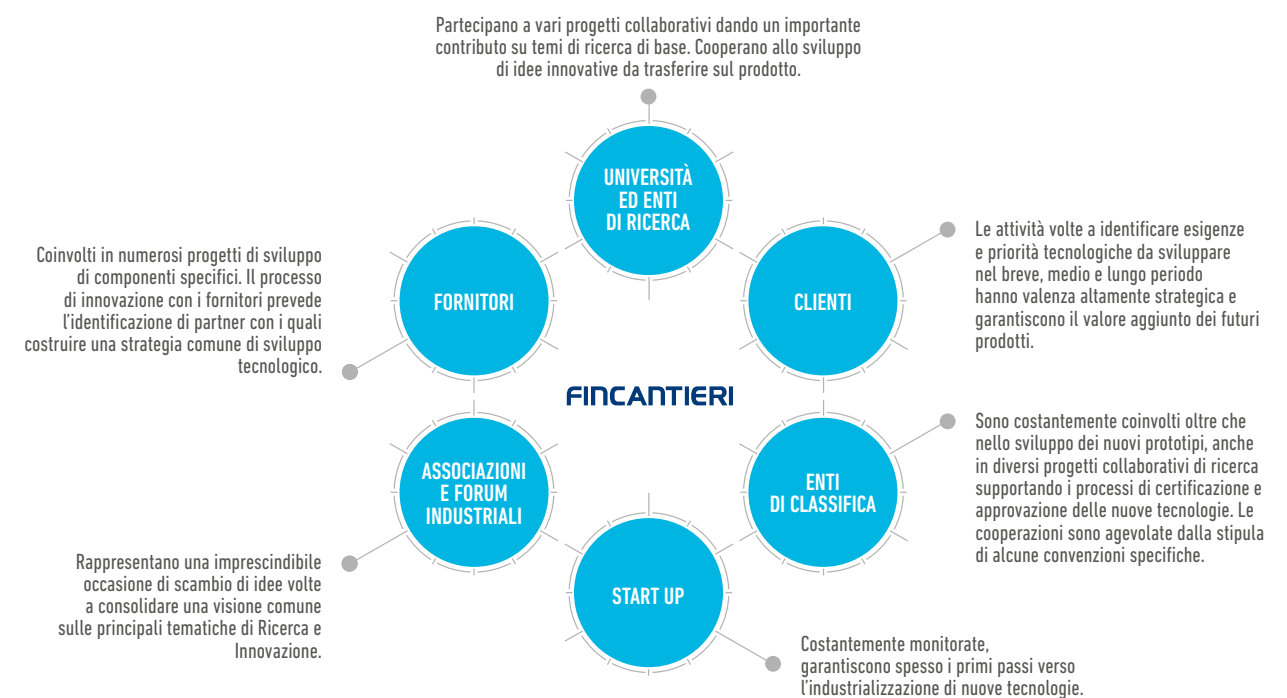 Partecipano a vari progetti collaborativi dando un importante
contributo su temi di ricerca di base. Cooperano allo sviluppo
di idee innovative da trasferire sul prodotto.
UNIVERSITÀ
ED ENTI
DI RICERCA
Le attività volte a identificare esigenze
e priorità tecnologiche da sviluppare
nel breve, medio e lungo periodo
hanno valenza altamente strategica e
garantiscono il valore aggiunto dei futuri
prodotti.
CLIENTI
Coinvolti in numerosi progetti di sviluppo
di componenti specifici. Il processo
di innovazione con i fornitori prevede
l'identificazione di partner con i quali
costruire una strategia comune di sviluppo
tecnologico.
FORNITORI
FINCANTIERI
Sono costantemente coinvolti oltre che
nello sviluppo dei nuovi prototipi, anche
in diversi progetti collaborativi di ricerca
supportando i processi di certificazione e
approvazione delle nuove tecnologie. Le
cooperazioni sono agevolate dalla stipula
di alcune convenzioni specifiche.
ENTI
DI CLASSIFICA
ASSOCIAZIONI
E FORUM
INDUSTRIALI
Rappresentano una imprescindibile
occasione di scambio di idee volte
a consolidare una visione comune
sulle principali tematiche di Ricerca e
Innovazione.
START UP
Costantemente monitorate,
garantiscono spesso i primi passi verso
l'industrializzazione di nuove tecnologie.